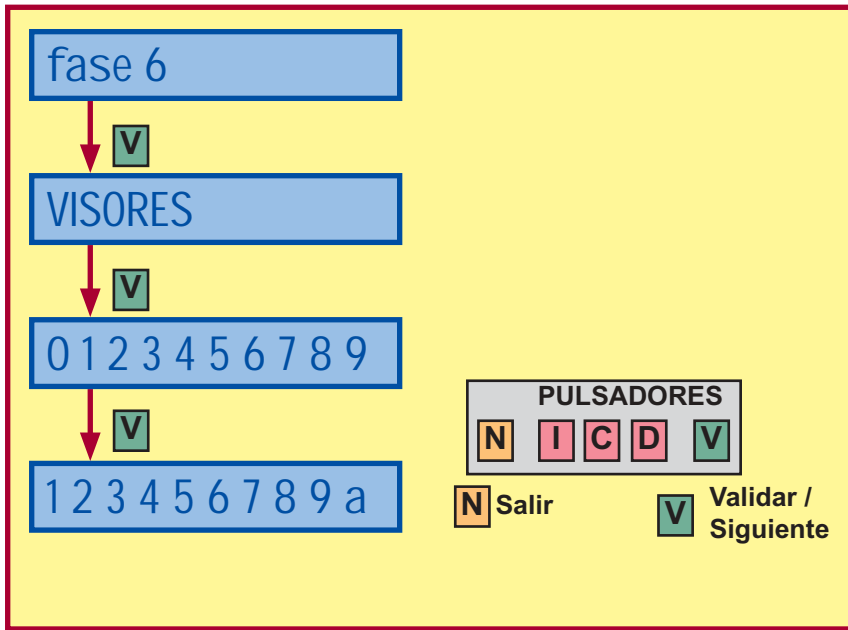 fase 6
V
VISORES
V
0 1 2 3 4 5 6 7 8 9
V
1 2 3 4 5 6 7 8 9 a
PULSADORES
N I C D V
N Salir
V Validar /
Siguiente